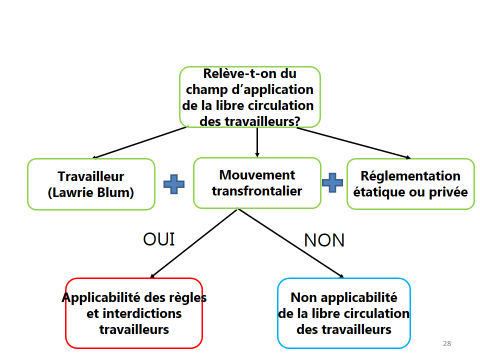 Relève-t-on du
champ d’application
de la libre circulation
des travailleurs?
Travailleur
(Lawrie Blum)
Mouvement
transfrontalier
Réglementation
étatique ou privée
OUI
NON
Applicabilité des règles
et interdictions
travailleurs
Non applicabilité
de la libre circulation
des travailleurs
28